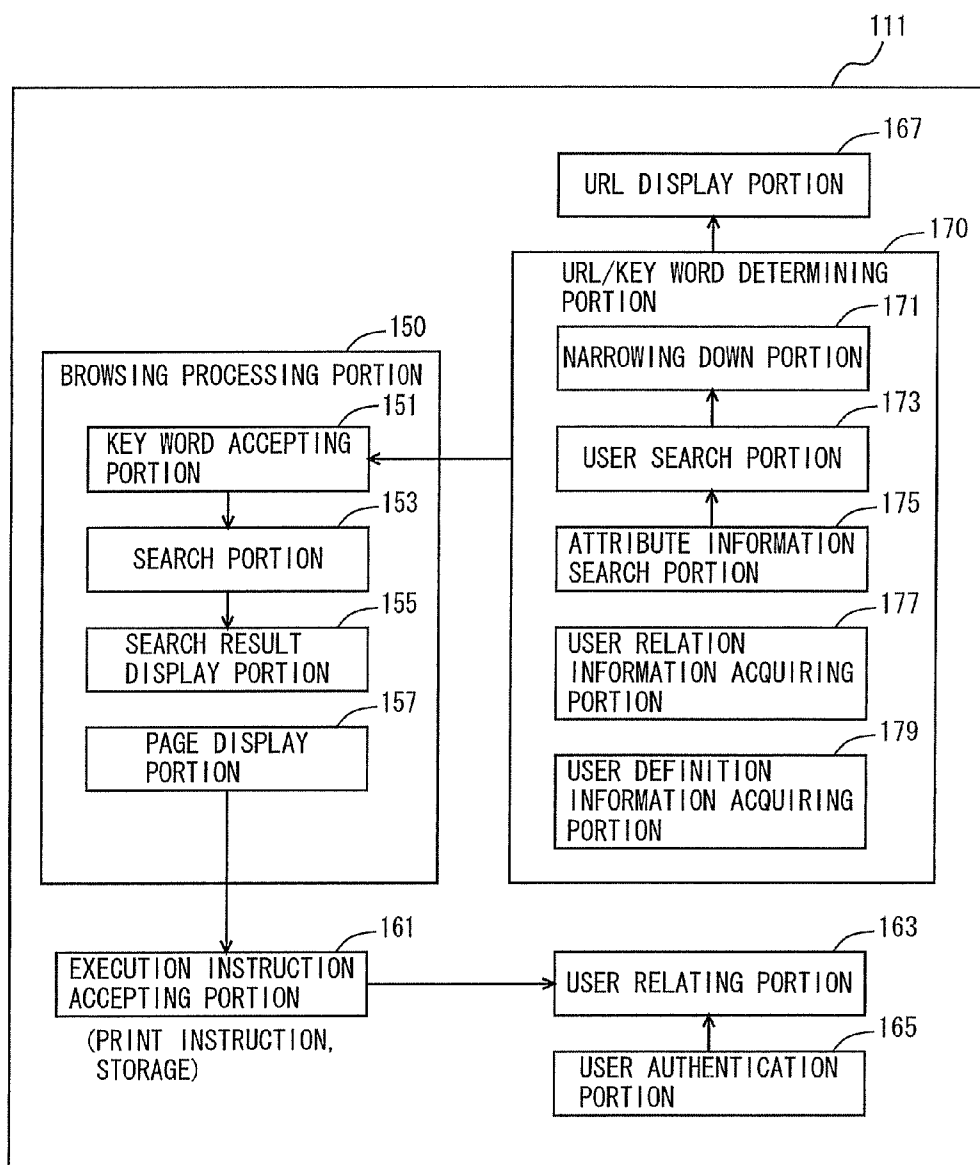 111
167
URL DISPLAY PORTION
170
URL/KEY WORD DETERMINING
PORTION
171
NARROWING DOWN PORTION
173
USER SEARCH PORTION
175
ATTRIBUTE INFORMATION
SEARCH PORTION
177
USER RELATION
INFORMATION ACQUIRING
PORTION
179
USER DEFINITION
INFORMATION ACQUIRING
PORTION
150
BROWSING PROCESSING PORTION
151
KEY WORD ACCEPTING
PORTION
153
SEARCH PORTION
155
SEARCH RESULT
DISPLAY PORTION
157
PAGE DISPLAY
PORTION
161
EXECUTION INSTRUCTION
ACCEPTING PORTION
(PRINT INSTRUCTION,
STORAGE)
163
USER RELATING PORTION
165
USER AUTHENTICATION
PORTION